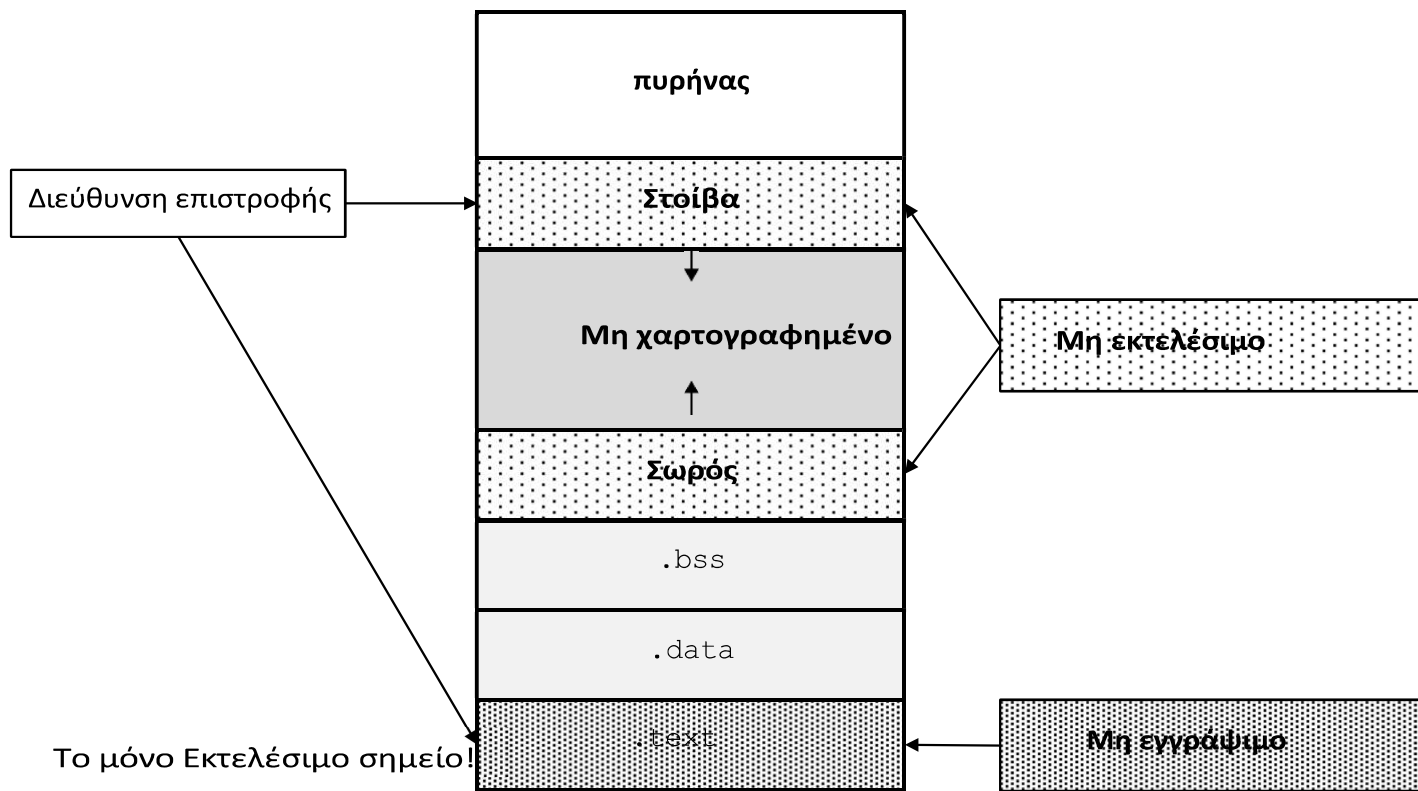 πυρήνας
Διεύθυνση επιστροφής
Στοίβα
Μη χαρτογραφημένο
Μη εκτελέσιμο
Σωρός
.bss
.data
.text
Μη εγγράψιμο
Το μόνο Εκτελέσιμο σημείο!